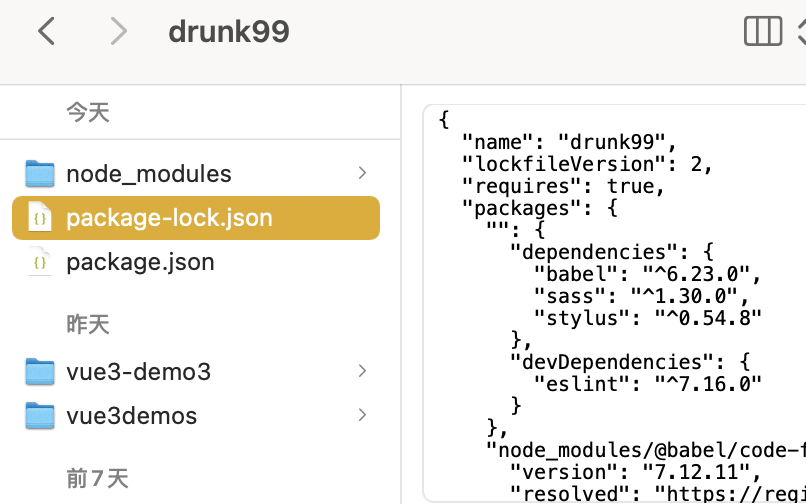 drunk99
今天
node_modules
package-lock.json
package.json
昨天
vue3-demo3
vue3demos
前7天
{
"name": "drunk99",
"lockfileVersion": 2,
"requires": true,
"packages": {
"": {
"dependencies": {
"babel": "^6.23.0",
"sass": "^1.30.0",
"stylus": "^0.54.8"
},
"devDependencies": {
"eslint": "^7.16.0"
}
},
"node_modules/@babel/code-f
"version": "7.12.11",
"resolved": "https://regi